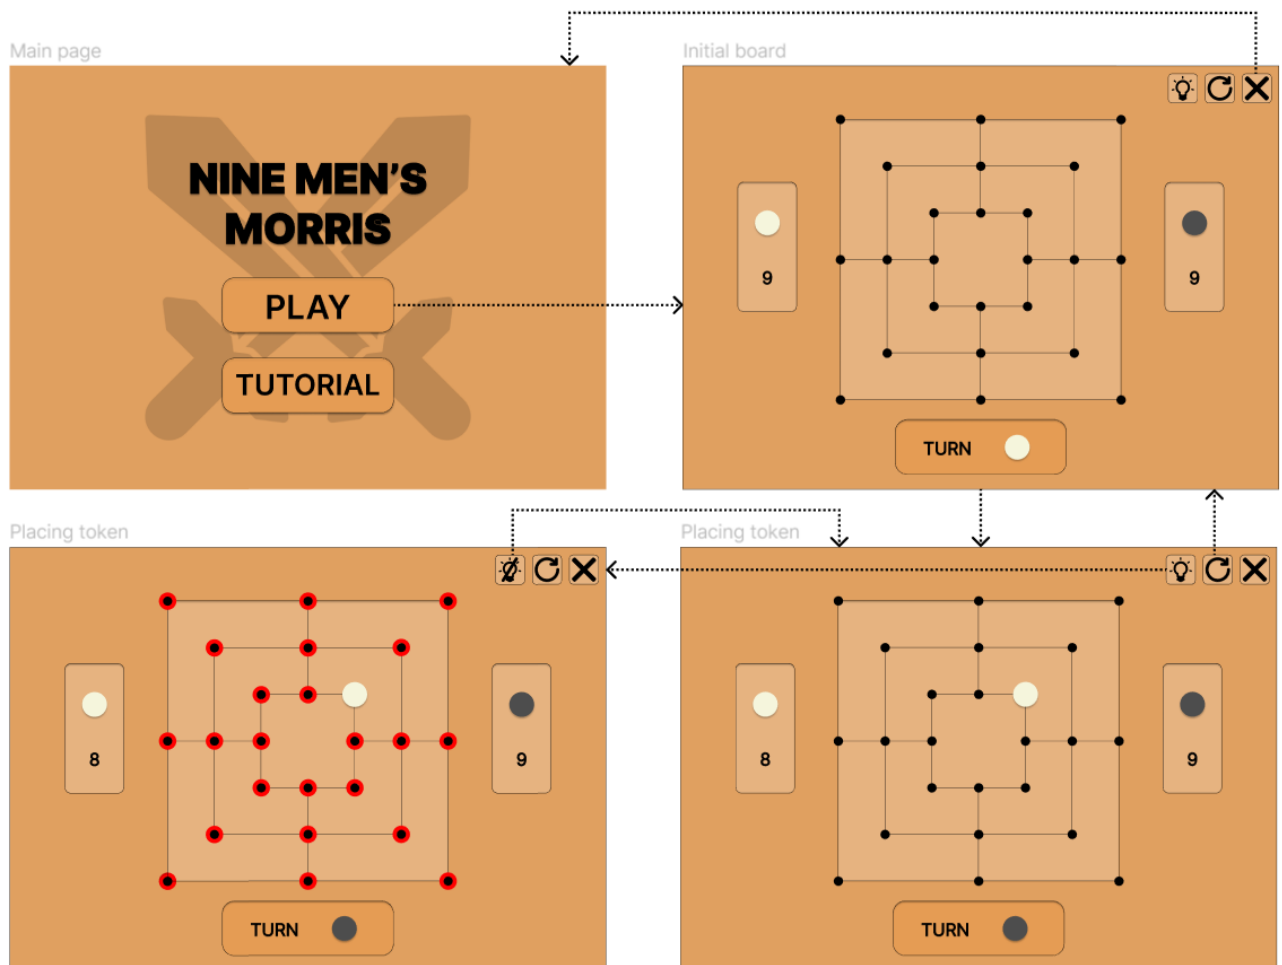 Main page
NINE MEN'S
MORRIS
PLAY
TUTORIAL
Initial board
9
9
TURN
Placing token
8
9
TURN
Placing token
8
9
TURN